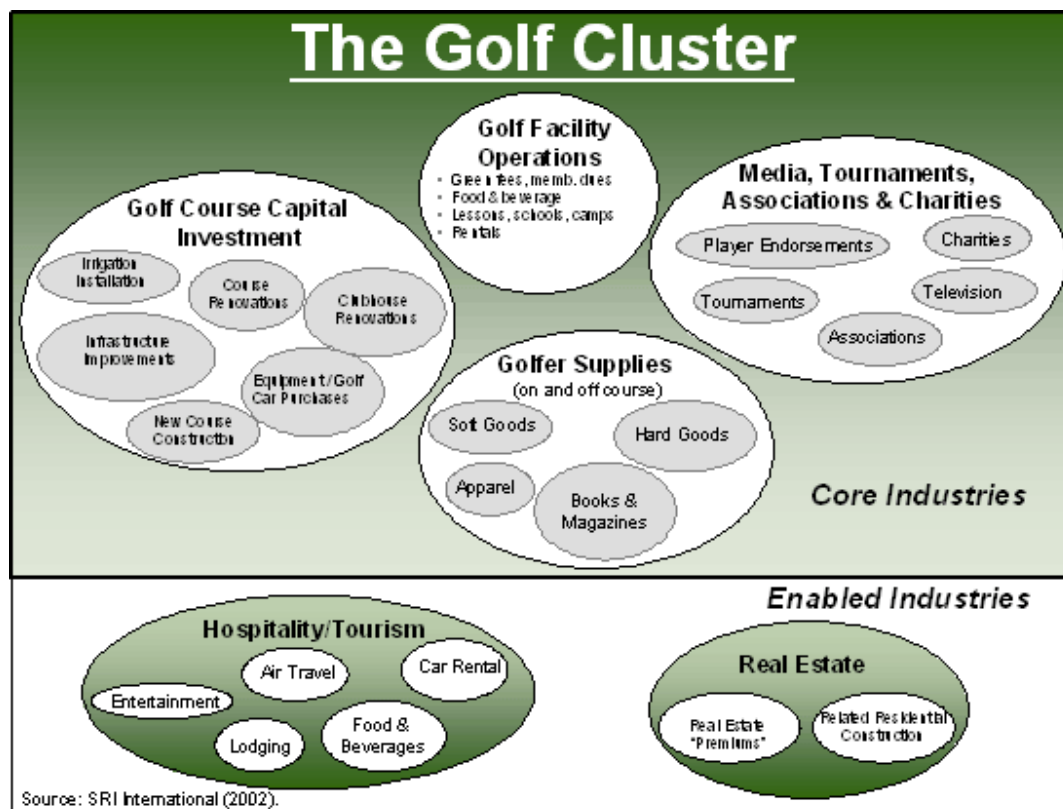 The Golf Cluster
Golf Facility
Operations
• Green fees, memb. dues
• Food & beverage
• Lessons, schools, camps
• Rentals
Golf Course Capital
Investment
Irrigation
Installation
Course
Renovations
Clubhouse
Renovations
Infrastructure
Improvements
Equipment/Golf
Car Purchases
New Course
Construction
Media, Tournaments,
Associations & Charities
Player Endorsements
Charities
Tournaments
Television
Associations
Golfer Supplies
(on and off course)
Soft Goods
Hard Goods
Apparel
Books &
Magazines
Core Industries
Enabled Industries
Hospitality/Tourism
Air Travel
Car Rental
Entertainment
Lodging
Food &
Beverages
Real Estate
Real Estate
"Premiums"
Related Residential
Construction
Source: SRI International (2002).